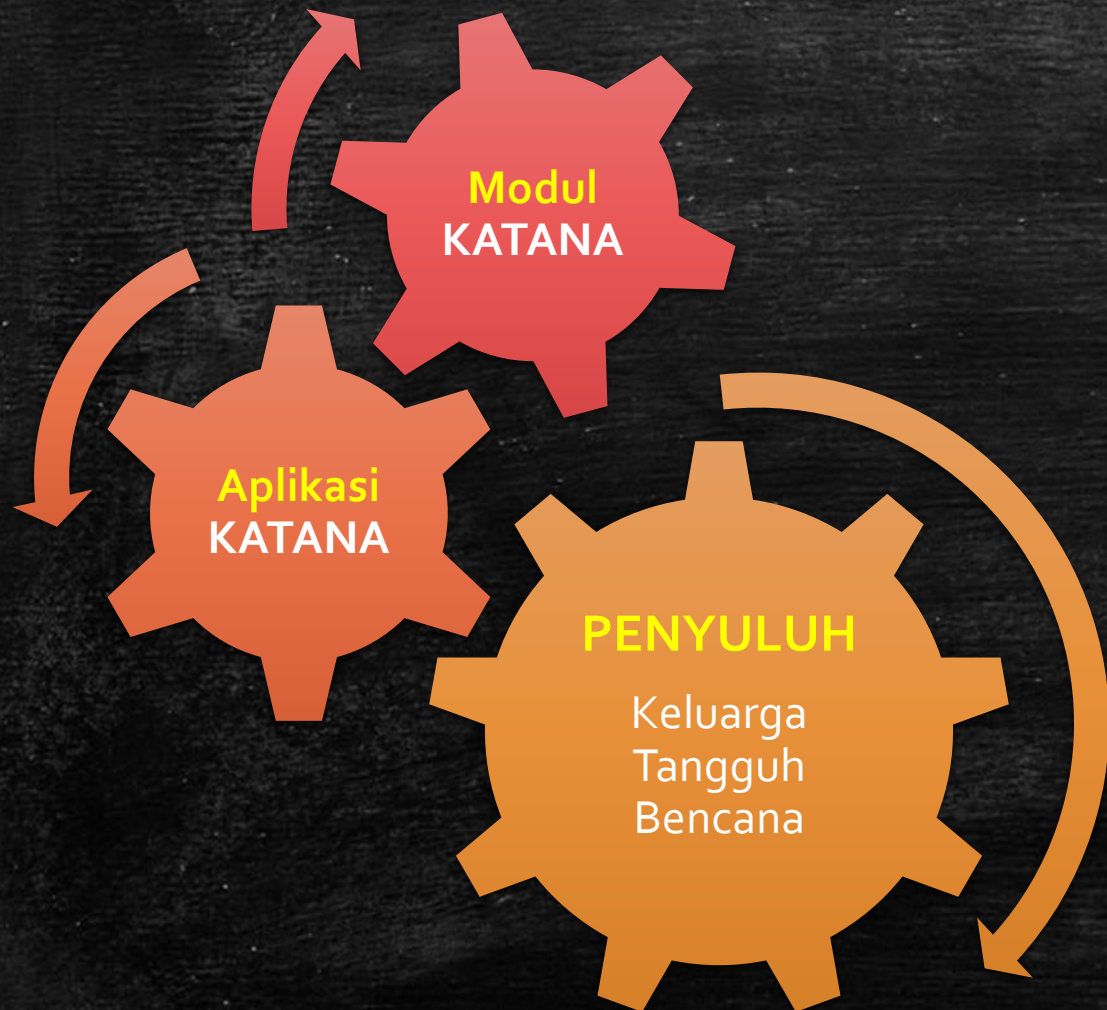 Modul
KATANA
Aplikasi
KATANA
PENYULUH
Keluarga
Tangguh
Bencana